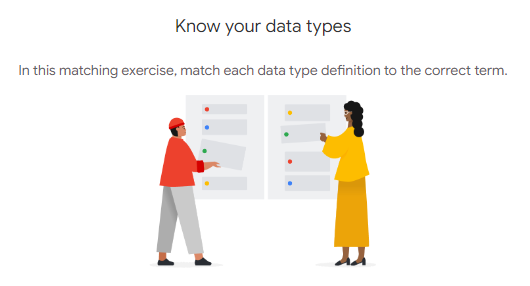 Know your data types
In this matching exercise, match each data type definition to the correct term.